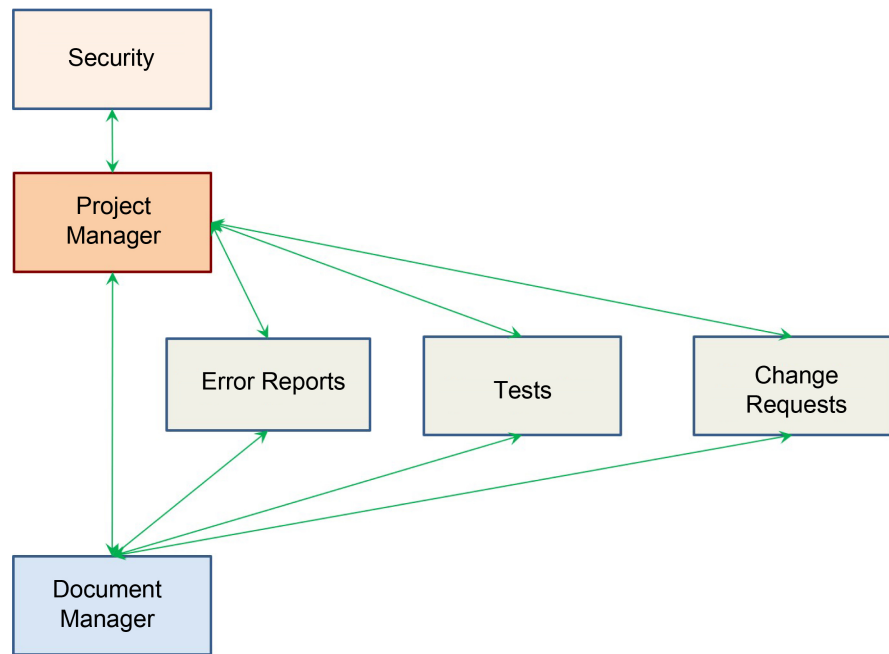 Security
Project
Manager
Error Reports
Tests
Change
Requests
Document
Manager